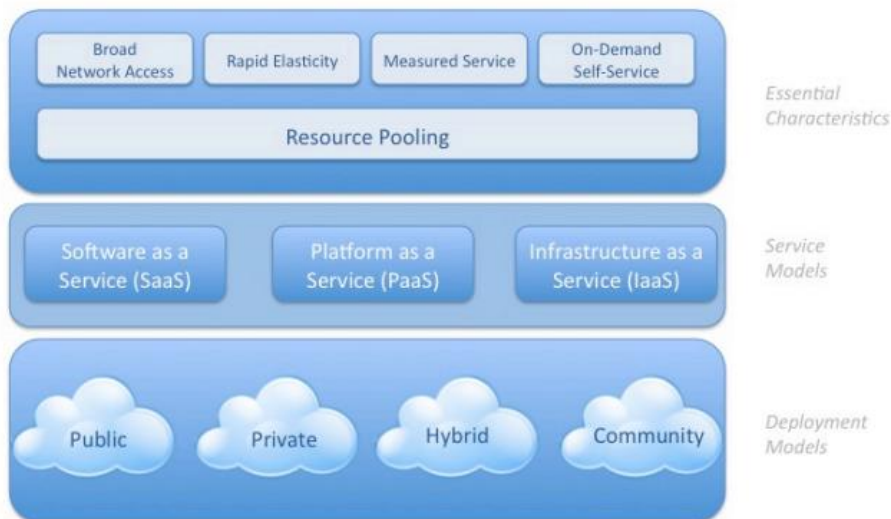 Broad
Network Access
Rapid Elasticity
Measured Service
On-Demand
Self-Service
Resource Pooling
Essential
Characteristics
Software as a
Service (SaaS)
Platform as a
Service (PaaS)
Infrastructure as a
Service (IaaS)
Service
Models
Public
Private
Hybrid
Community
Deployment
Models